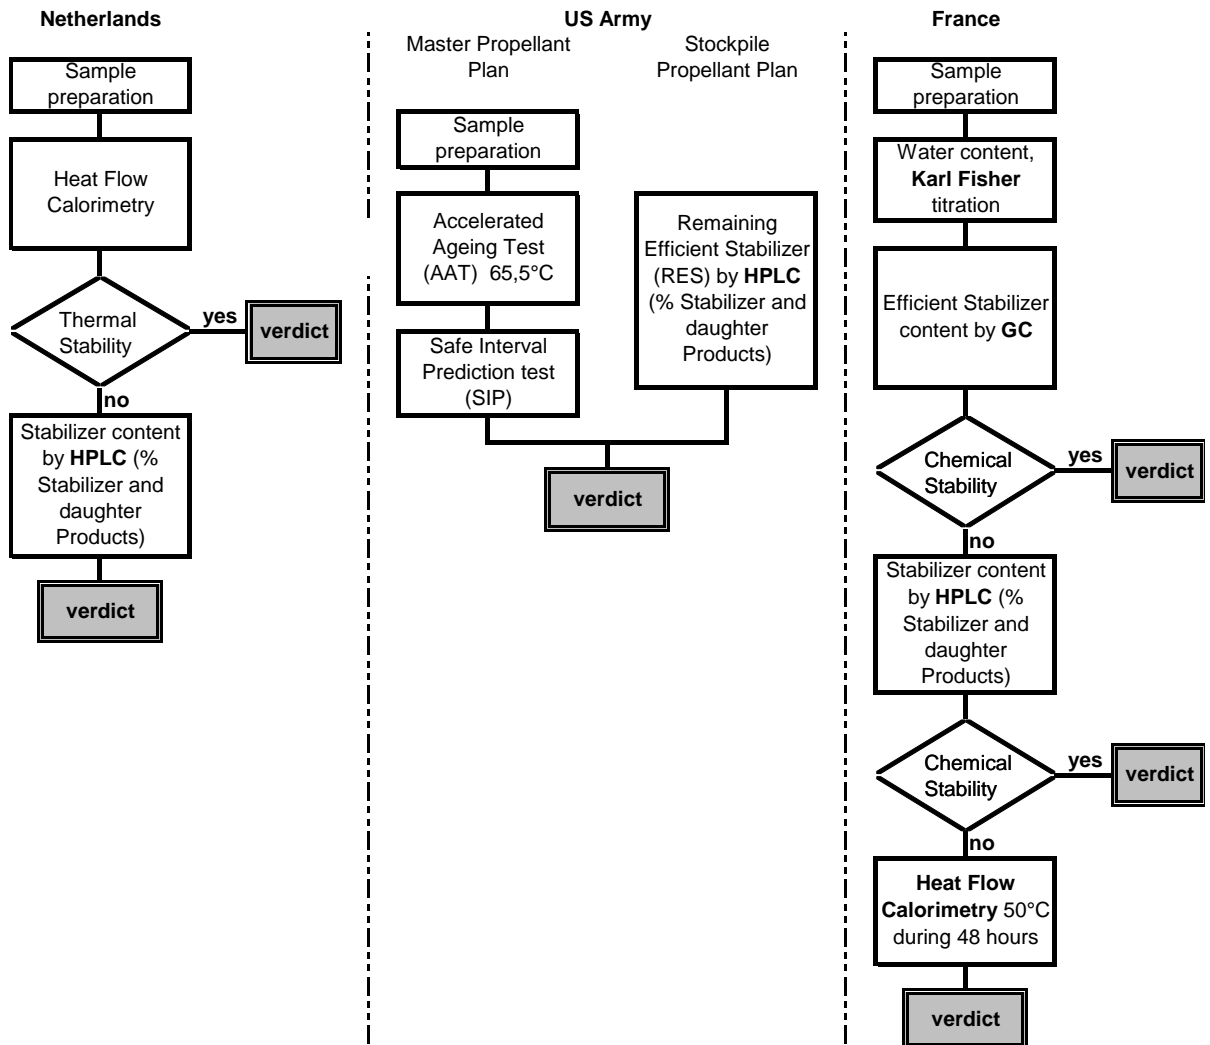 Netherlands
Sample
preparation
Heat Flow
Calorimetry
Thermal
Stability
yes
verdict
no
Stabilizer content
by HPLC (%
Stabilizer and
daughter
Products)
verdict
US Army
Master Propellant
Plan
Sample
preparation
Accelerated
Ageing Test
(AAT) 65,5°C
Safe Interval
Prediction test
(SIP)
Stockpile
Propellant Plan
Remaining
Efficient Stabilizer
(RES) by HPLC
(% Stabilizer and
daughter
Products)
verdict
France
Sample
preparation
Water content,
Karl Fisher
titration
Efficient Stabilizer
content by GC
Chemical
Stability
yes
verdict
no
Stabilizer content
by HPLC (%
Stabilizer and
daughter
Products)
Chemical
Stability
yes
verdict
no
Heat Flow
Calorimetry 50°C
during 48 hours
verdict